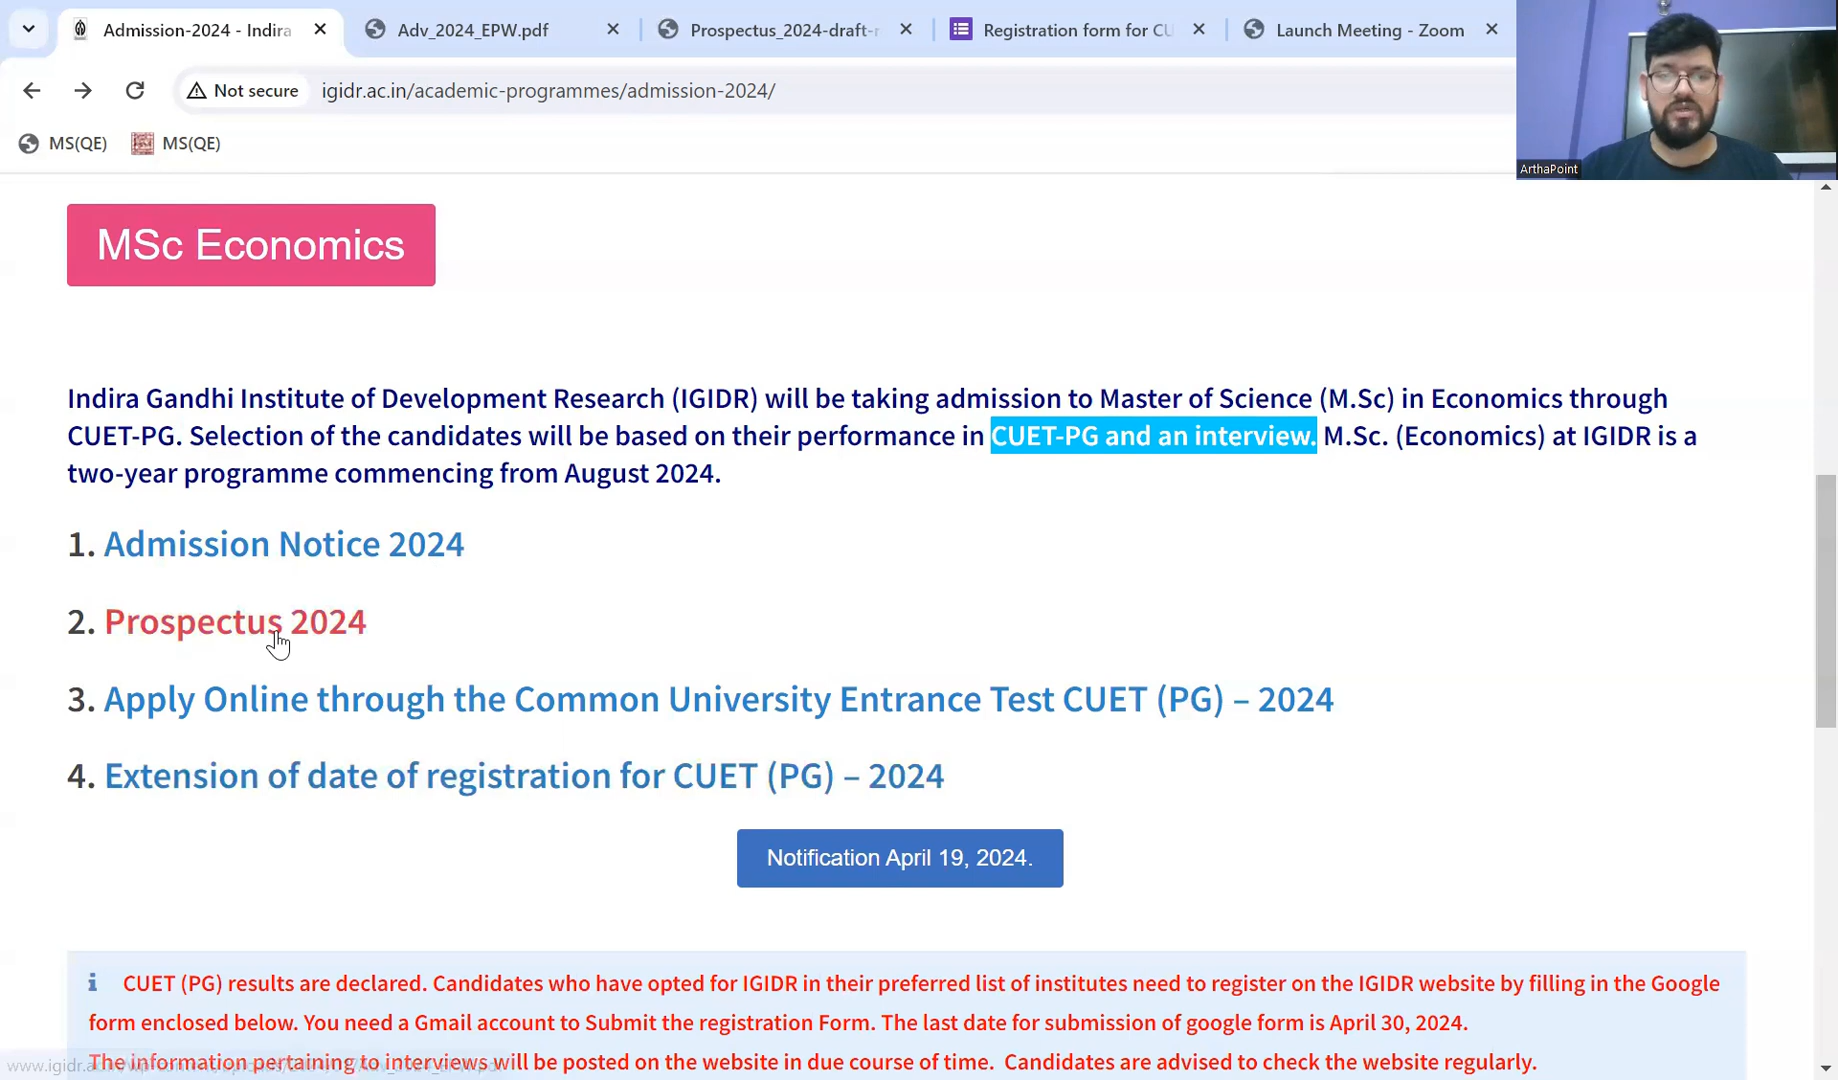 Admission-2024 - Indira
Adv_2024_EPW.pdf
Prospectus_2024-draft-r
Registration form for CU
Launch Meeting - Zoom
Not secure
igidr.ac.in/academic-programmes/admission-2024/
MS(QE)
MS(QE)
ArthaPoint
MSc Economics
Indira Gandhi Institute of Development Research (IGIDR) will be taking admission to Master of Science (M.Sc) in Economics through
CUET-PG. Selection of the candidates will be based on their performance in CUET-PG and an interview. M.Sc. (Economics) at IGIDR is a
two-year programme commencing from August 2024.
1. Admission Notice 2024
2. Prospectus 2024
3. Apply Online through the Common University Entrance Test CUET (PG) – 2024
4. Extension of date of registration for CUET (PG) – 2024
Notification April 19, 2024.
CUET (PG) results are declared. Candidates who have opted for IGIDR in their preferred list of institutes need to register on the IGIDR website by filling in the Google
form enclosed below. You need a Gmail account to Submit the registration Form. The last date for submission of google form is April 30, 2024.
The information pertaining to interviews will be posted on the website in due course of time. Candidates are advised to check the website regularly.